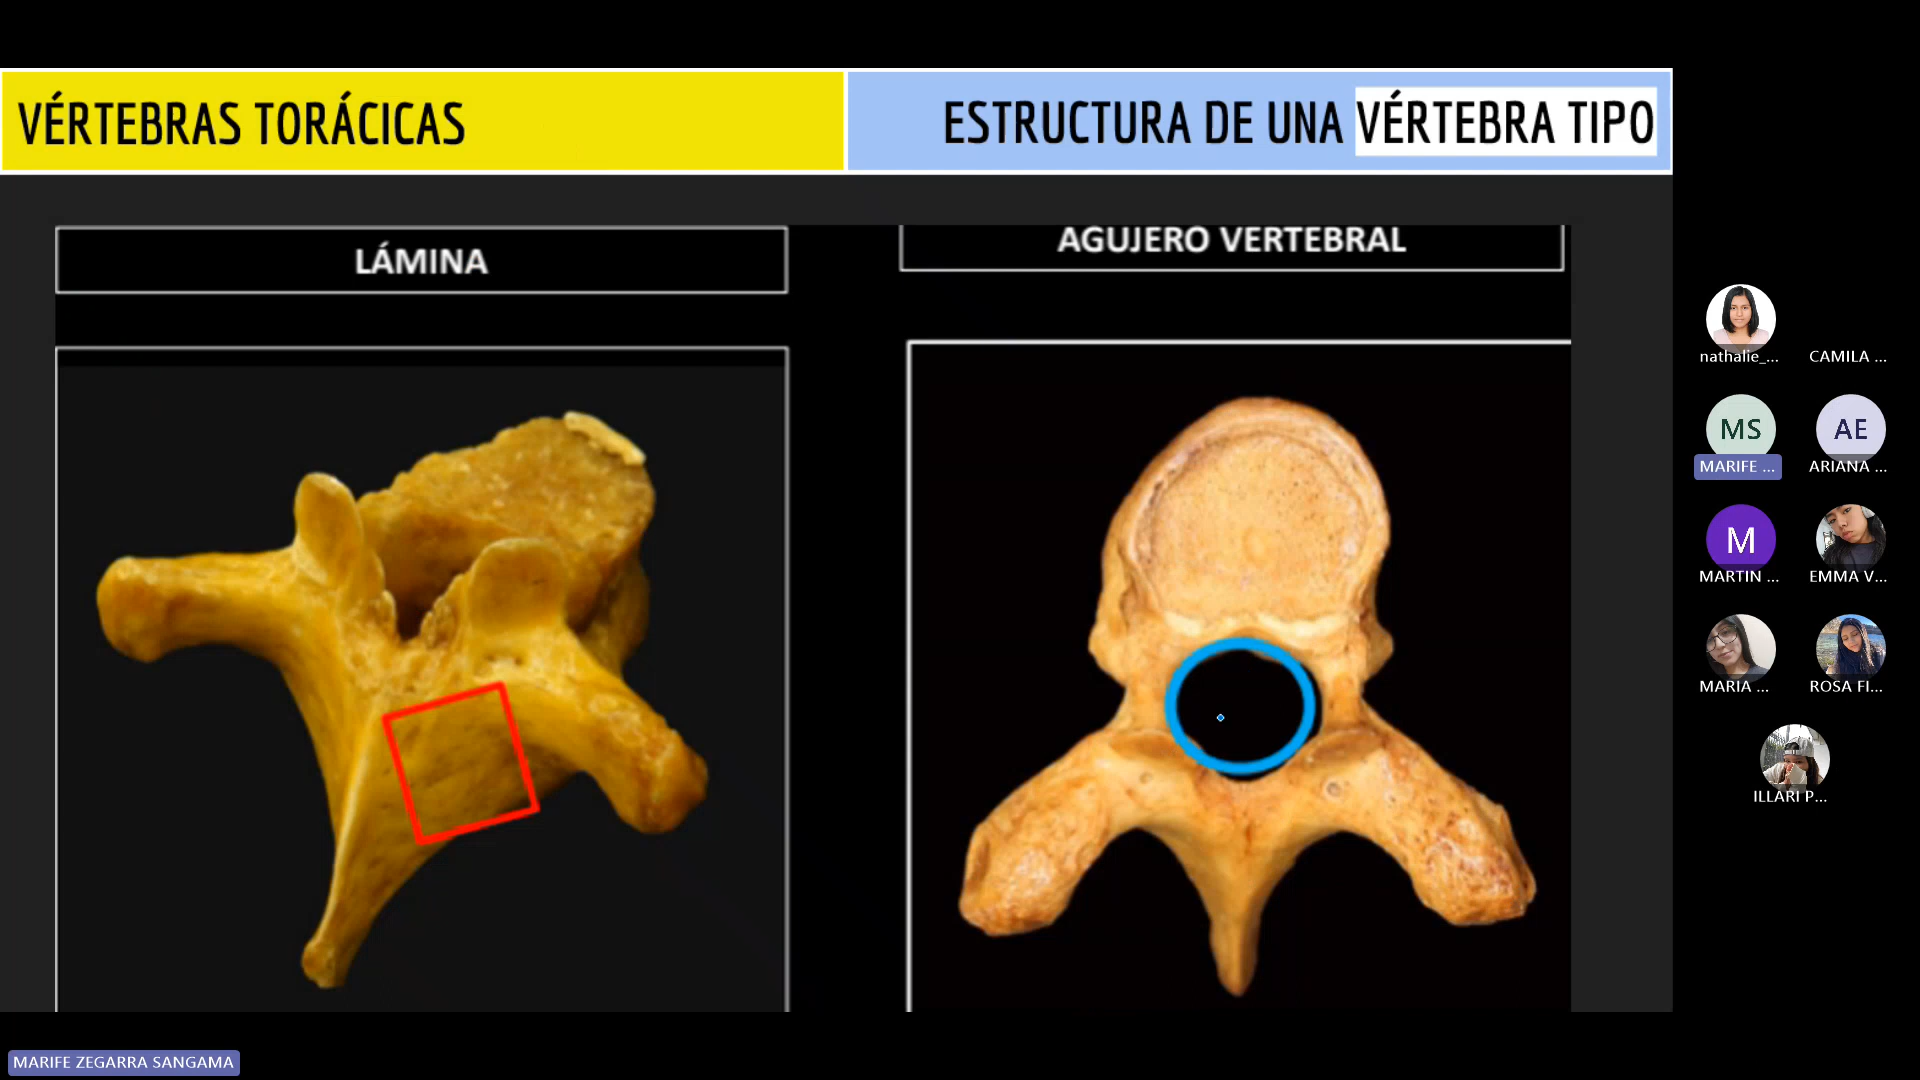 VÉRTEBRAS TORÁCICAS
ESTRUCTURA DE UNA VÉRTEBRA TIPO
LÁMINA
AGUJERO VERTEBRAL
nathalie_...
CAMILA ...
MS
AE
MARIFE ...
ARIANA ...
M
MARTIN ...
EMMA V...
MARIA ...
ROSA FI...
ILLARI P...
MARIFE ZEGARRA SANGAMA